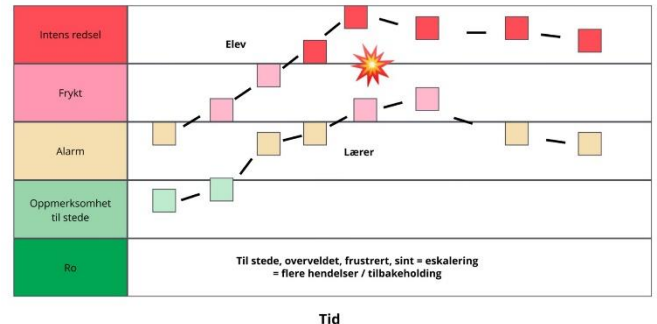 Intens redsel
Elev
Frykt
Alarm
Lærer
Oppmerksomhet
til stede
Ro
Til stede, overveldet, frustrert, sint = eskalering
= flere hendelser / tilbakeholding
Tid